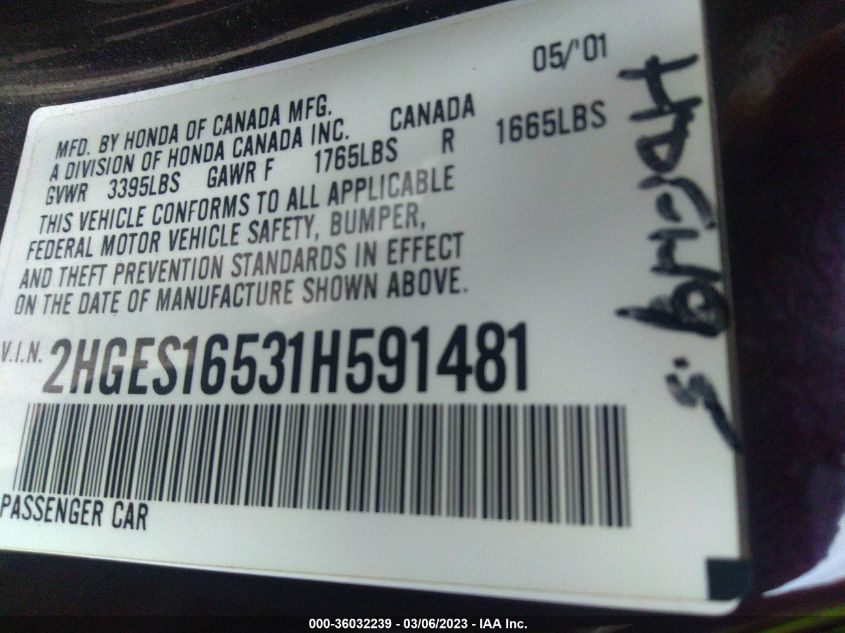 05/'01
MFD. BY HONDA OF CANADA MFG.
A DIVISION OF HONDA CANADA INC. CANADA
GVWR 3395LBS GAWR F 1765LBS R 1665LBS
THIS VEHICLE CONFORMS TO ALL APPLICABLE
FEDERAL MOTOR VEHICLE SAFETY, BUMPER,
AND THEFT PREVENTION STANDARDS IN EFFECT
ON THE DATE OF MANUFACTURE SHOWN ABOVE.
V.I.N. 2HGES16531H591481
PASSENGER CAR
000-36032239 - 03/06/2023 - IAA Inc.